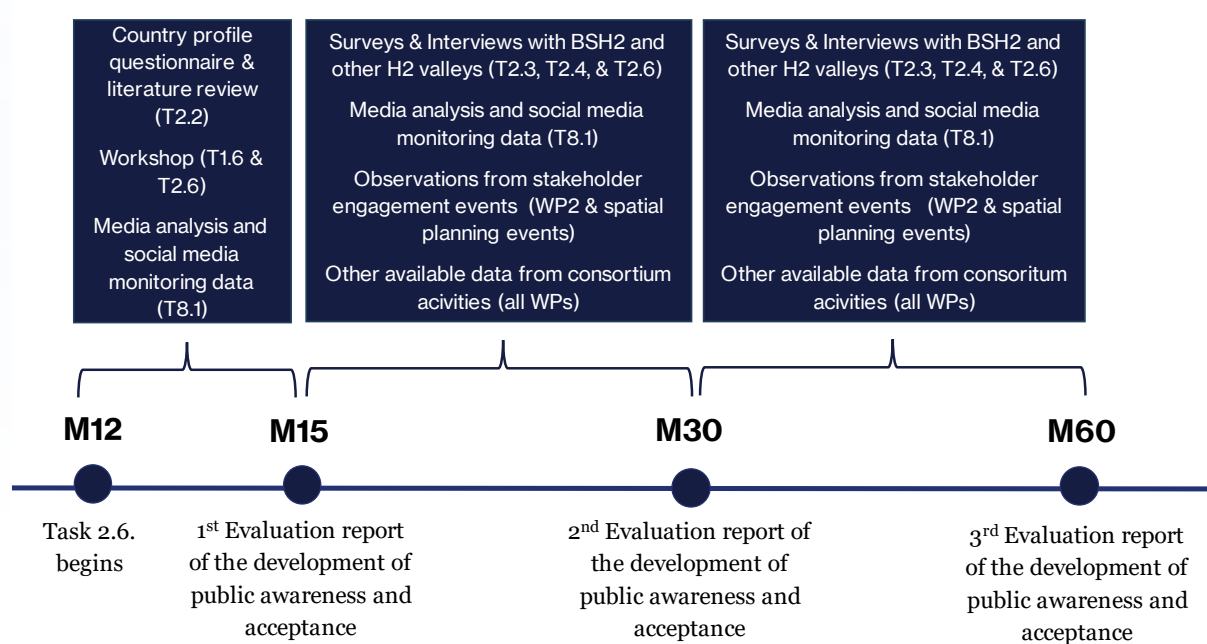 Country profile
questionnaire &
literature review
(T2.2)
Workshop (T1.6 &
T2.6)
Media analysis and
social media
monitoring data
(T8.1)
Surveys & Interviews with BSH2 and
other H2 valleys (T2.3, T2.4, & T2.6)
Media analysis and social media
monitoring data (T8.1)
Observations from stakeholder
engagement events (WP2 & spatial
planning events)
Other available data from consortium
acivities (all WPs)
Surveys & Interviews with BSH2 and
other H2 valleys (T2.3, T2.4, & T2.6)
Media analysis and social media
monitoring data (T8.1)
Observations from stakeholder
engagement events (WP2 & spatial
planning events)
Other available data from consoritum
acivities (all WPs)
M12
M15
M30
M60
Task 2.6.
begins
1st Evaluation report
of the development of
public awareness and
acceptance
2nd Evaluation report of
the development of
public awareness and
acceptance
3rd Evaluation report
of the development of
public awareness and
acceptance